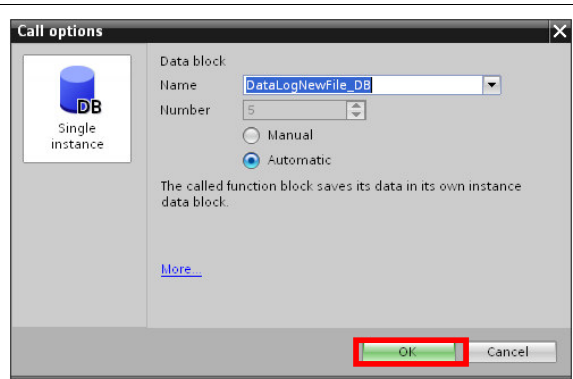 Call options
Data block
Name DataLogNewFile_DB
Number 5
Manual
Automatic
DB
Single
instance
The called function block saves its data in its own instance
data block.
More...
OK Cancel